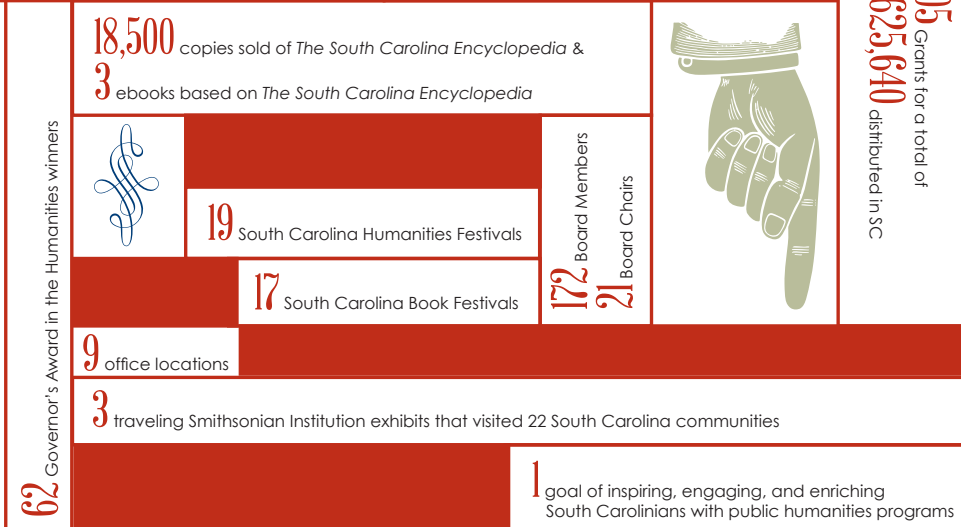 18,500 copies sold of The South Carolina Encyclopedia &
3 ebooks based on The South Carolina Encyclopedia
62 Governor's Award in the Humanities winners
19 South Carolina Humanities Festivals
17 South Carolina Book Festivals
172 Board Members
21 Board Chairs
Grants for a total of
625,640 distributed in SC
9 office locations
3 traveling Smithsonian Institution exhibits that visited 22 South Carolina communities
1 goal of inspiring, engaging, and enriching
South Carolinians with public humanities programs